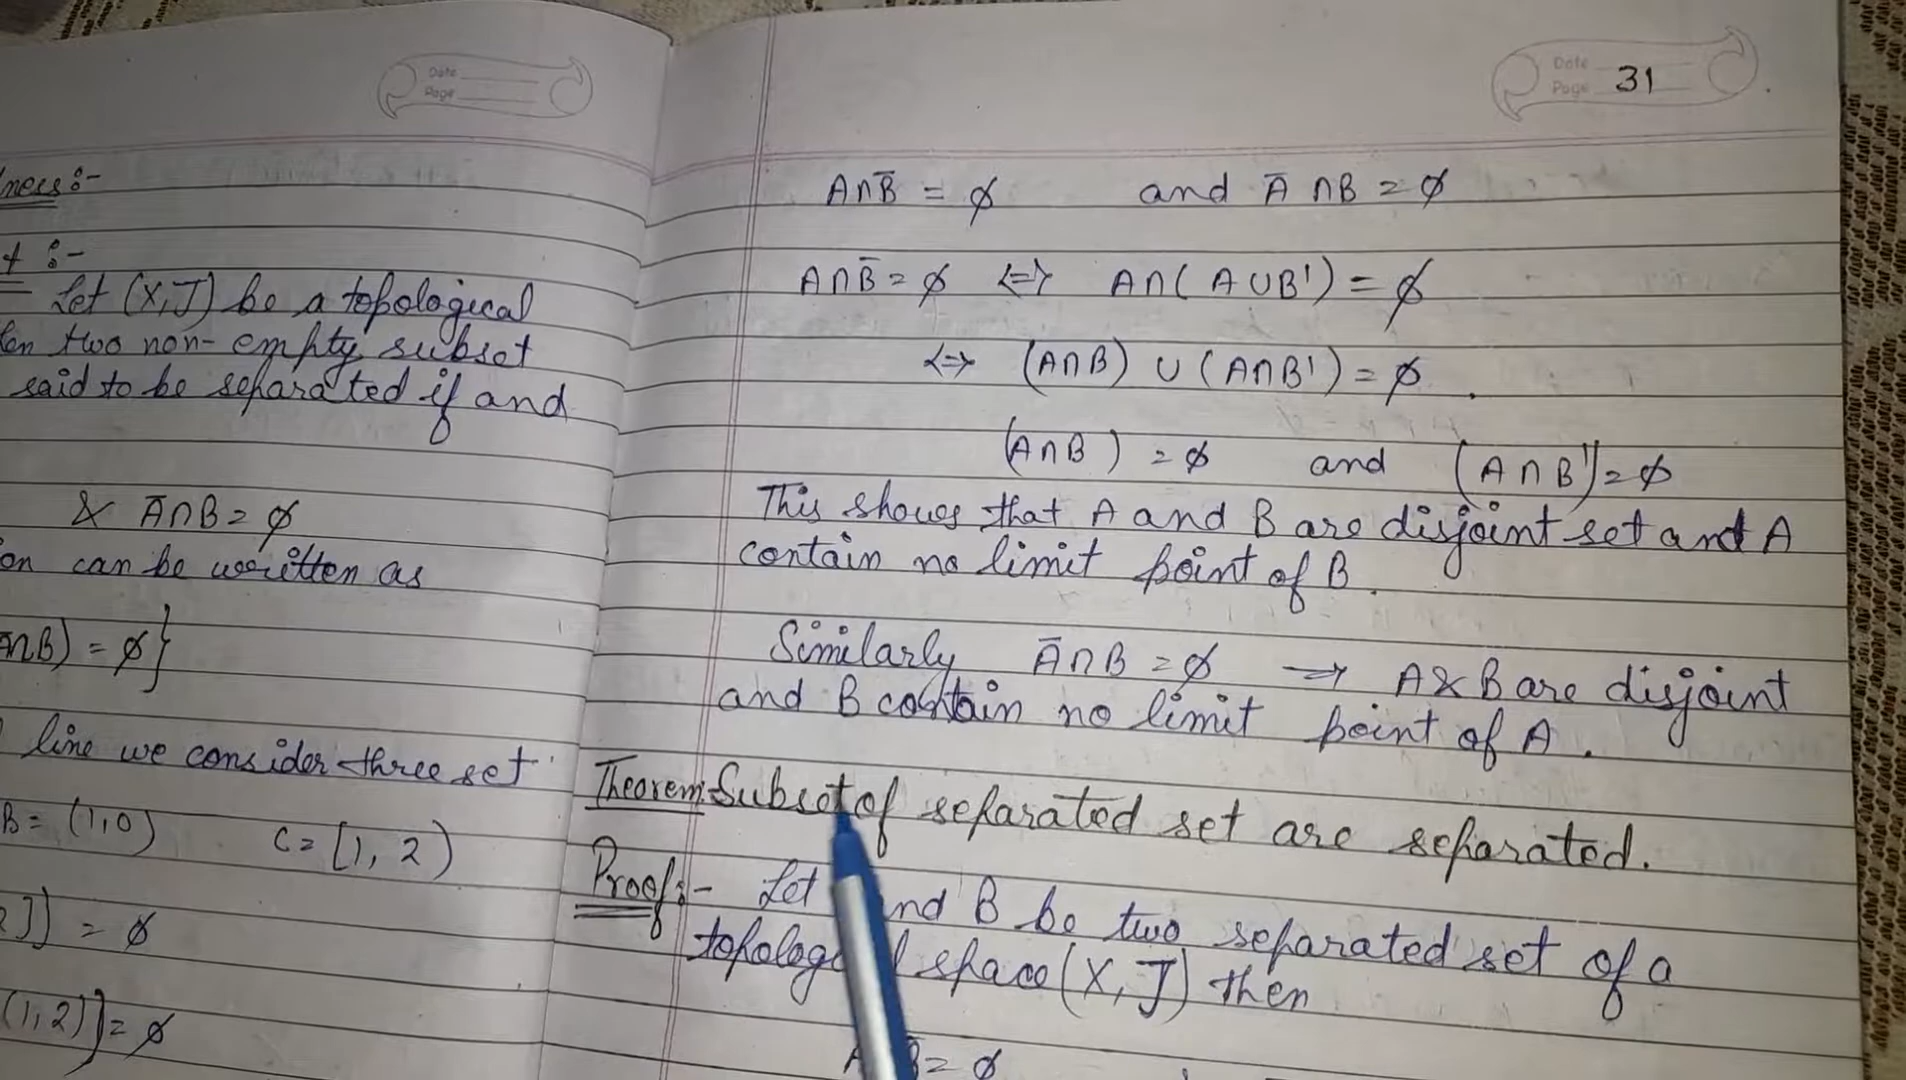 Date
Page
ness :-
:-
Let (X,J) be a topological
two non-empty subset
said to be separated if and
& A̅∩B = ∅
on can be written as
∩B) = ∅}
line we consider three set
B = (1,0) C = [1, 2)
]] = ∅
(1,2)] = ∅
Date
Page 31
A∩B̅ = ∅ and A̅ ∩B = ∅
A∩B̅ = ∅ <=> A∩( A∪B') = ∅
<=> (A∩B) ∪ (A∩B') = ∅ .
(A∩B ) = ∅ and (A∩B') = ∅
This shows that A and B are disjoint set and A
contain no limit point of B .
Similarly A̅∩B = ∅ → A & B are disjoint
and B contain no limit point of A .
Theorem:- Subset of separated set are separated.
Proof :- Let nd B be two separated set of a
topolog l space (X, J) then
= ∅